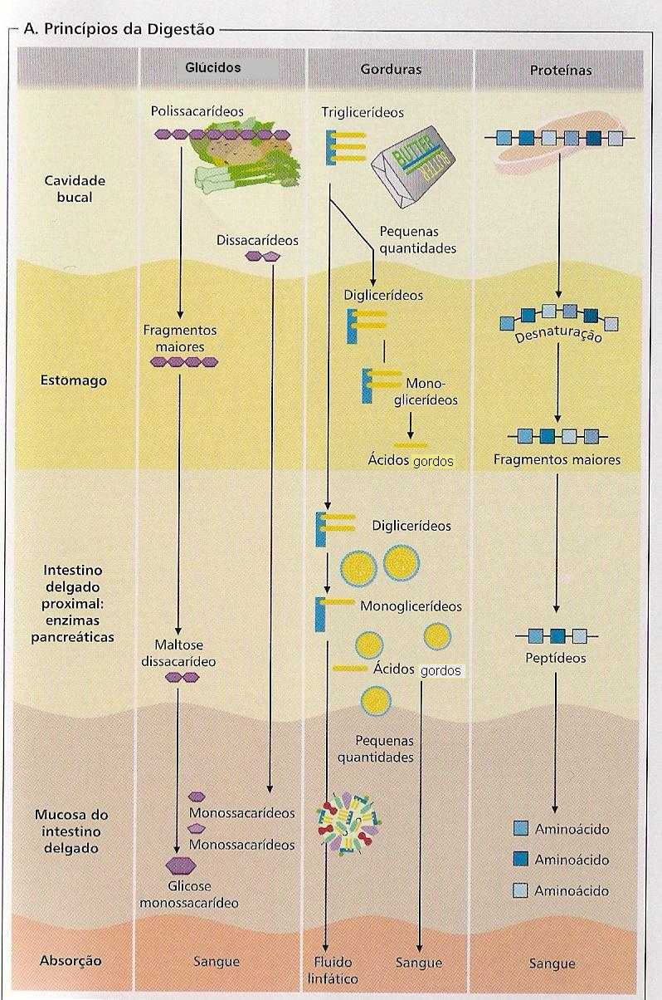 A. Princípios da Digestão
Glúcidos
Gorduras
Proteínas
Cavidade
bucal
Polissacarídeos
Dissacarídeos
Triglicerídeos
BUTTER
BUTTER
Pequenas
quantidades
Estômago
Fragmentos
maiores
Diglicerídeos
Mono-
glicerídeos
Ácidos gordos
Desnaturação
Fragmentos maiores
Intestino
delgado
proximal:
enzimas
pancreáticas
Maltose
dissacarídeo
Diglicerídeos
Monoglicerídeos
Ácidos gordos
Peptídeos
Mucosa do
intestino
delgado
Monossacarídeos
Monossacarídeos
Glicose
monossacarídeo
Pequenas
quantidades
Aminoácido
Aminoácido
Aminoácido
Absorção
Sangue
Fluido
linfático
Sangue
Sangue